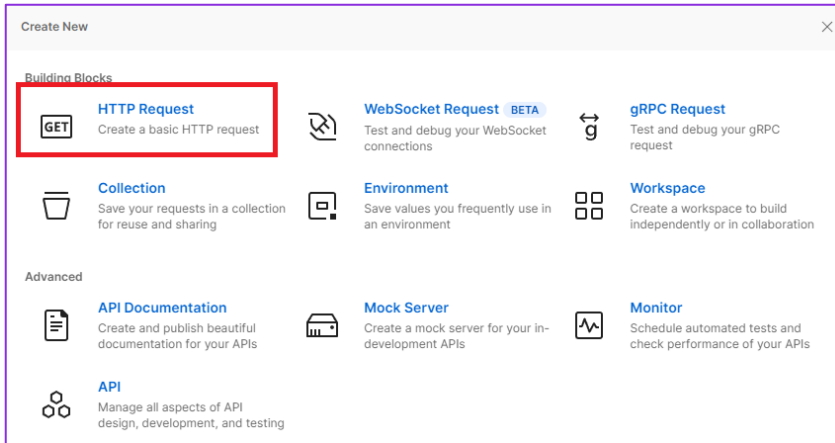 Create New
Building Blocks
GET
HTTP Request
Create a basic HTTP request
WebSocket Request BETA
Test and debug your WebSocket
connections
g
gRPC Request
Test and debug your gRPC
request
Collection
Save your requests in a collection
for reuse and sharing
Environment
Save values you frequently use in
an environment
Workspace
Create a workspace to build
independently or in collaboration
Advanced
API Documentation
Create and publish beautiful
documentation for your APIs
Mock Server
Create a mock server for your in-
development APIs
Monitor
Schedule automated tests and
check performance of your APIs
API
Manage all aspects of API
design, development, and testing